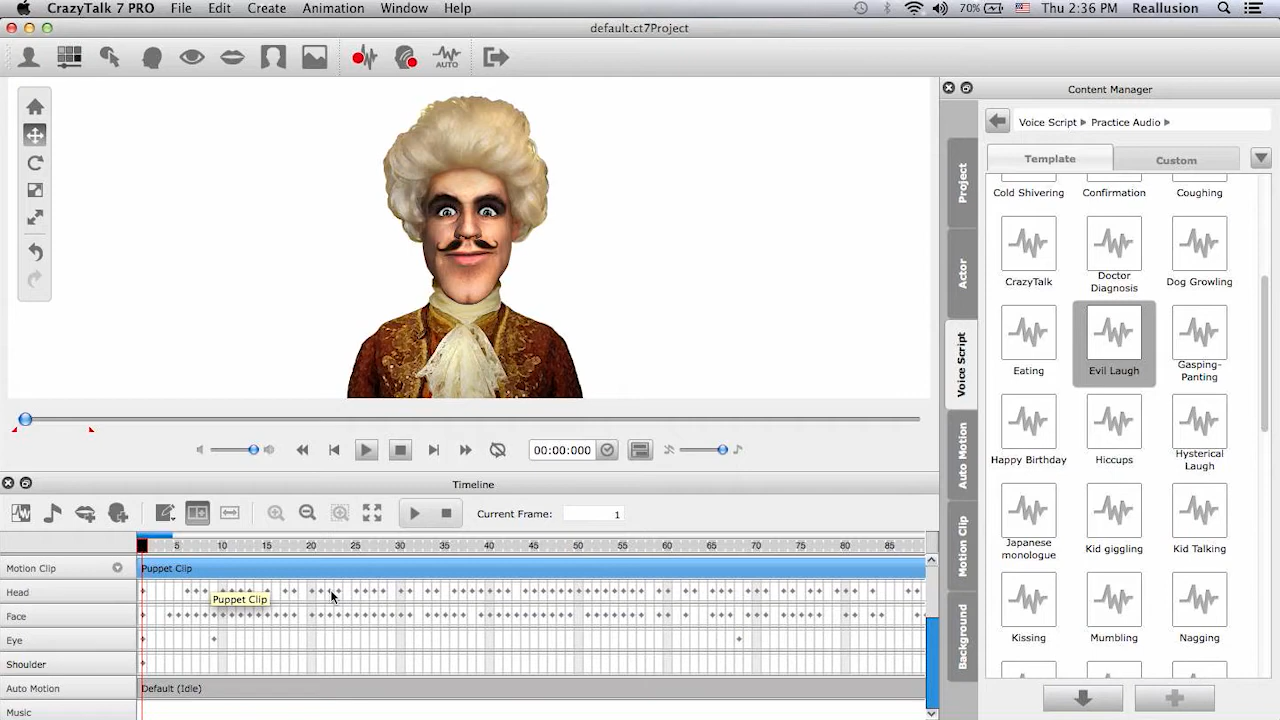 CrazyTalk 7 PRO File Edit Create Animation Window Help 70% Thu 2:36 PM Reallusion
default.ct7Project
AUTO
Content Manager
Voice Script Practice Audio
Template Custom
Cold Shivering Confirmation Coughing
CrazyTalk Doctor Diagnosis Dog Growling
Eating Evil Laugh Gasping-Panting
Happy Birthday Hiccups Hysterical Laugh
Japanese monologue Kid giggling Kid Talking
Kissing Mumbling Nagging
Project
Actor
Voice Script
Auto Motion
Motion Clip
Background
00:00:000
Timeline
Current Frame: 1
5 10 15 20 25 30 35 40 45 50 55 60 65 70 75 80 85
Motion Clip Puppet Clip
Head
Puppet Clip
Face
Eye
Shoulder
Auto Motion Default (Idle)
Music